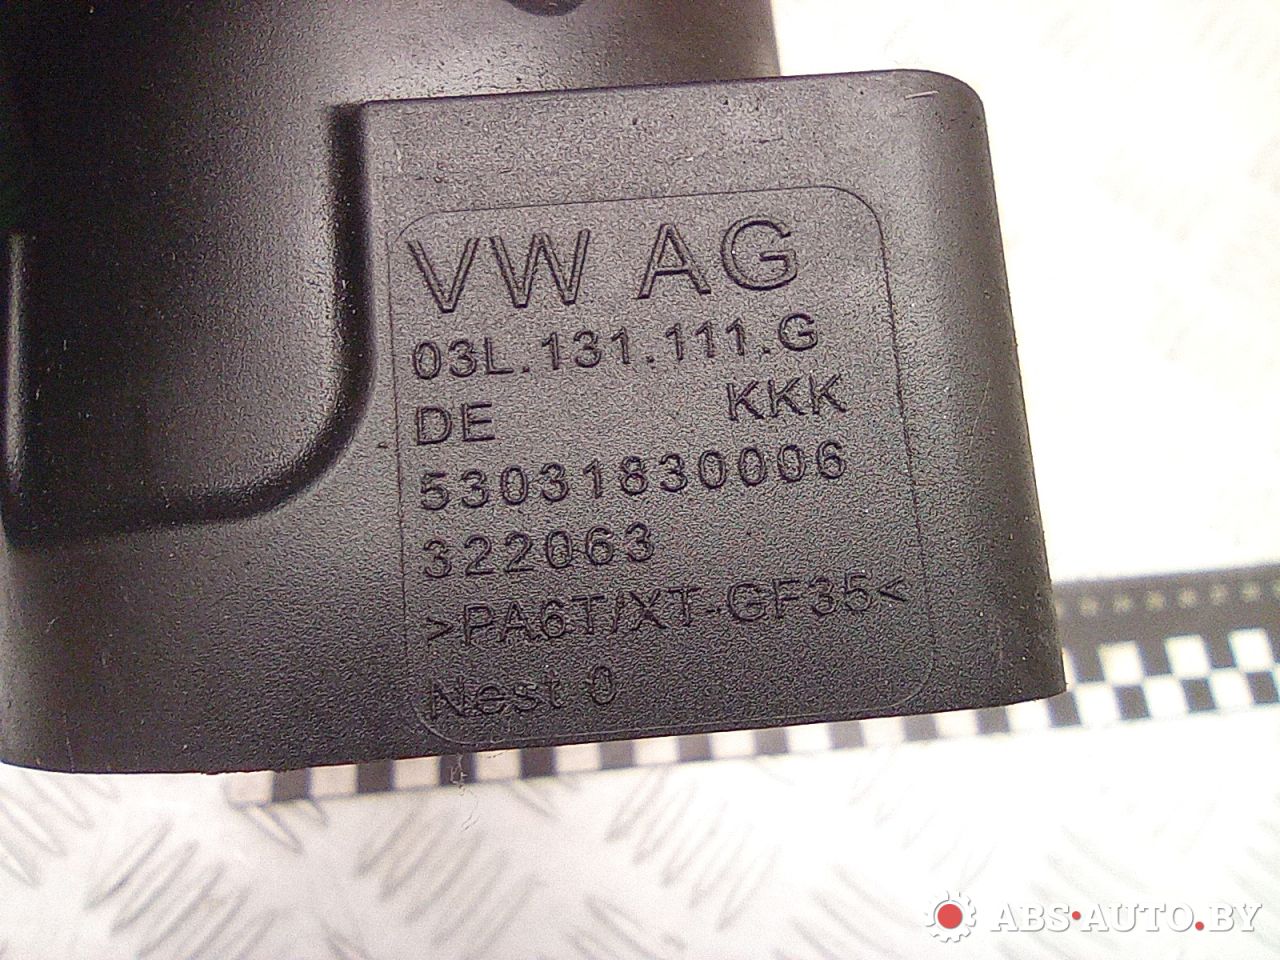 VW AG
03L.131.111.G
DE KKK
53031830006
322063
>PA6T/XT-GF35<
Nest 0
ABS·AUTO.BY